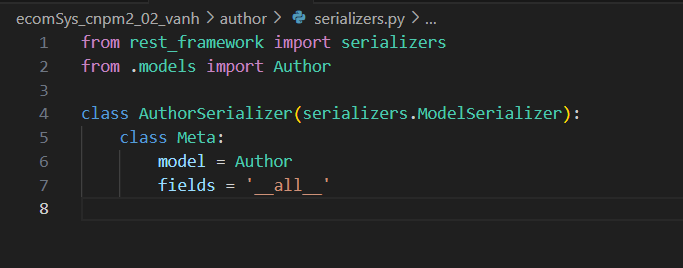 ecomSys_cnpm2_02_vanh > author > serializers.py > ...
1 from rest_framework import serializers
2 from .models import Author
3
4 class AuthorSerializer(serializers.ModelSerializer):
5     class Meta:
6         model = Author
7         fields = '__all__'
8